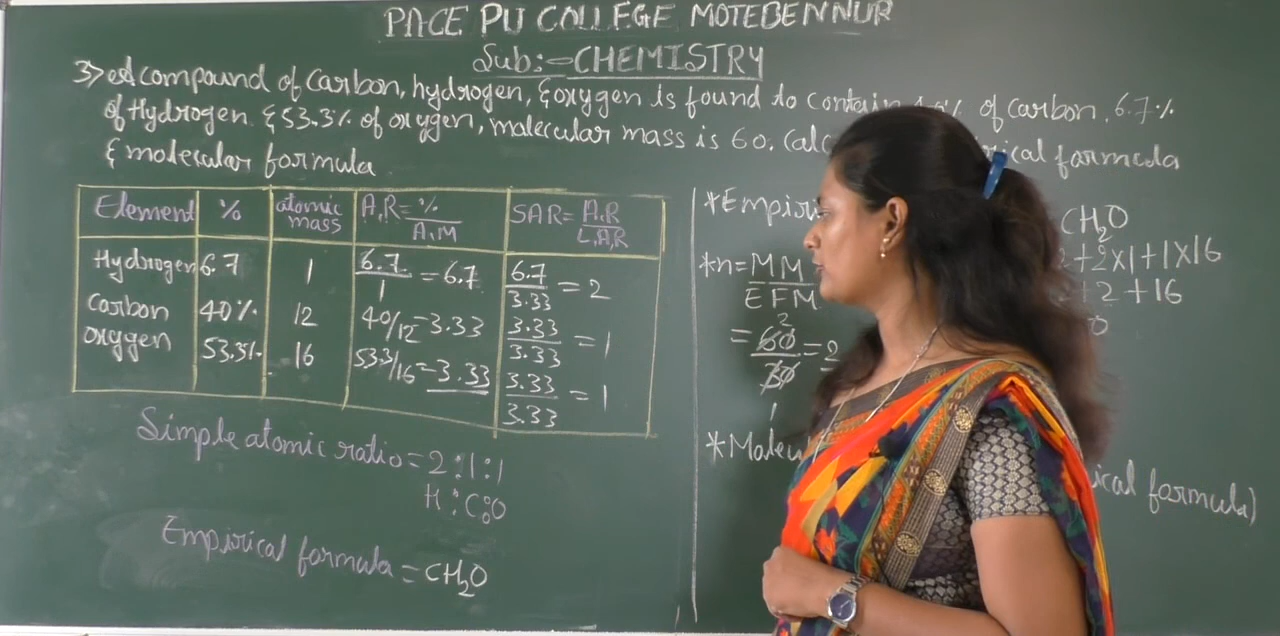 PACE PU COLLEGE MOTEBENNUR
Sub:- CHEMISTRY
3> A compound of Carbon, hydrogen, & oxygen is found to contain % of carbon, 6.7%
of Hydrogen. & 53.3% of oxygen, molecular mass is 60. Calc rical formula
& molecular formula
Element % atomic mass A.R = %/A.M SAR = A.R/L.A.R
Hydrogen 6.7 1 6.7/1 = 6.7 6.7/3.33 = 2
Carbon 40% 12 40/12 = 3.33 3.33/3.33 = 1
oxygen 53.3% 16 53.3/16 = 3.33 3.33/3.33 = 1
Simple atomic ratio = 2:1:1
H:C:O
Empirical formula = CH2O
*Empiri CH2O
+2x1+1x16
*n = MM/EFM +2+16
= 60/30 = 2
2
1
0
*Molecu
ical formula)